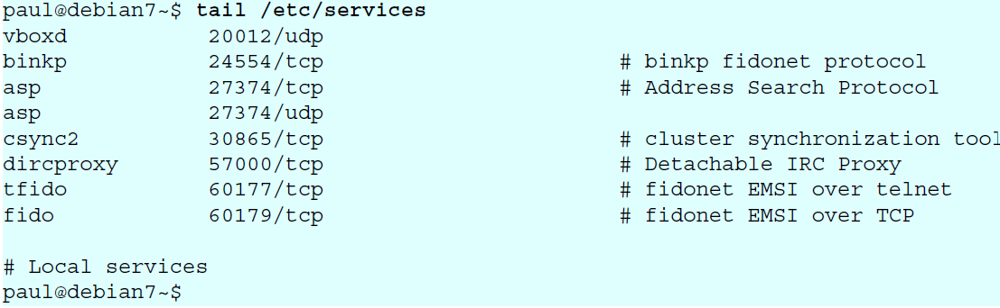 paul@debian7~$ tail /etc/services
vboxd 20012/udp
binkp 24554/tcp # binkp fidonet protocol
asp 27374/tcp # Address Search Protocol
asp 27374/udp
csync2 30865/tcp # cluster synchronization tool
dircproxy 57000/tcp # Detachable IRC Proxy
tfido 60177/tcp # fidonet EMSI over telnet
fido 60179/tcp # fidonet EMSI over TCP
# Local services
paul@debian7~$